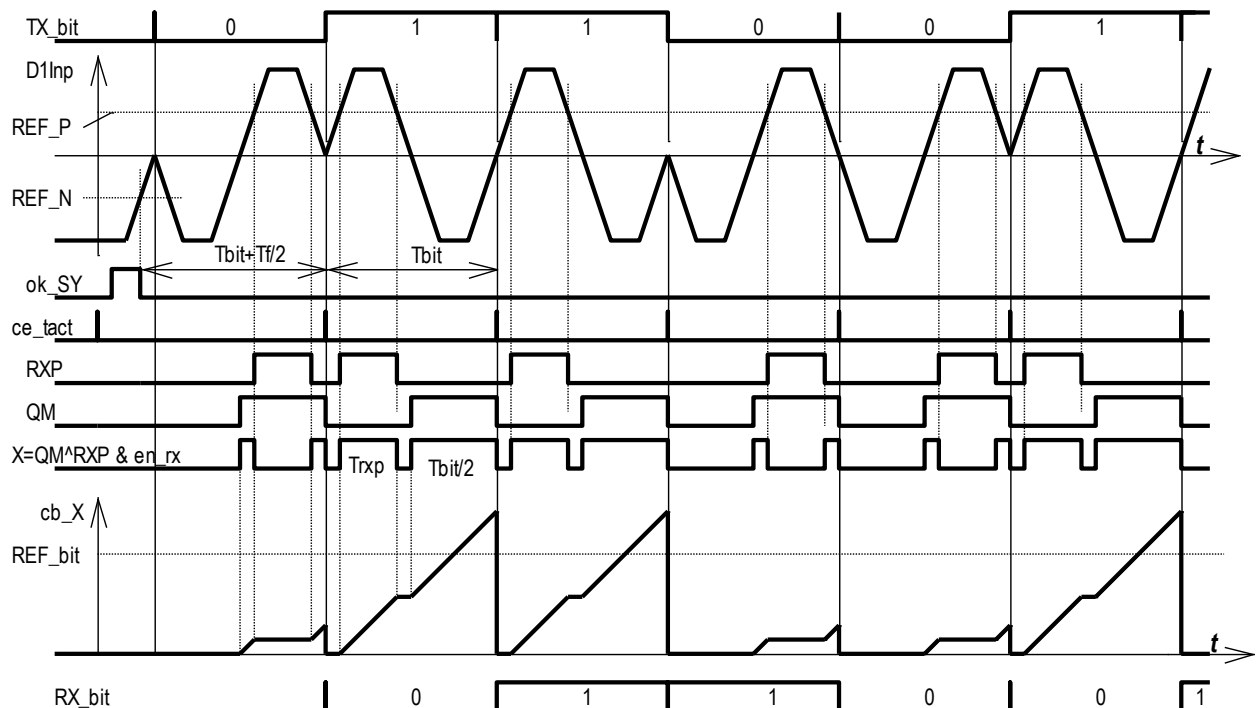 TX_bit 0 1 1 0 0 1
D1Inp
REF_P
t
REF_N
Tbit+Tf/2 Tbit
ok_SY
ce_tact
RXP
QM
X=QM^RXP & en_rx
Trxp Tbit/2
cb_X
REF_bit
t
RX_bit 0 1 1 0 0 1